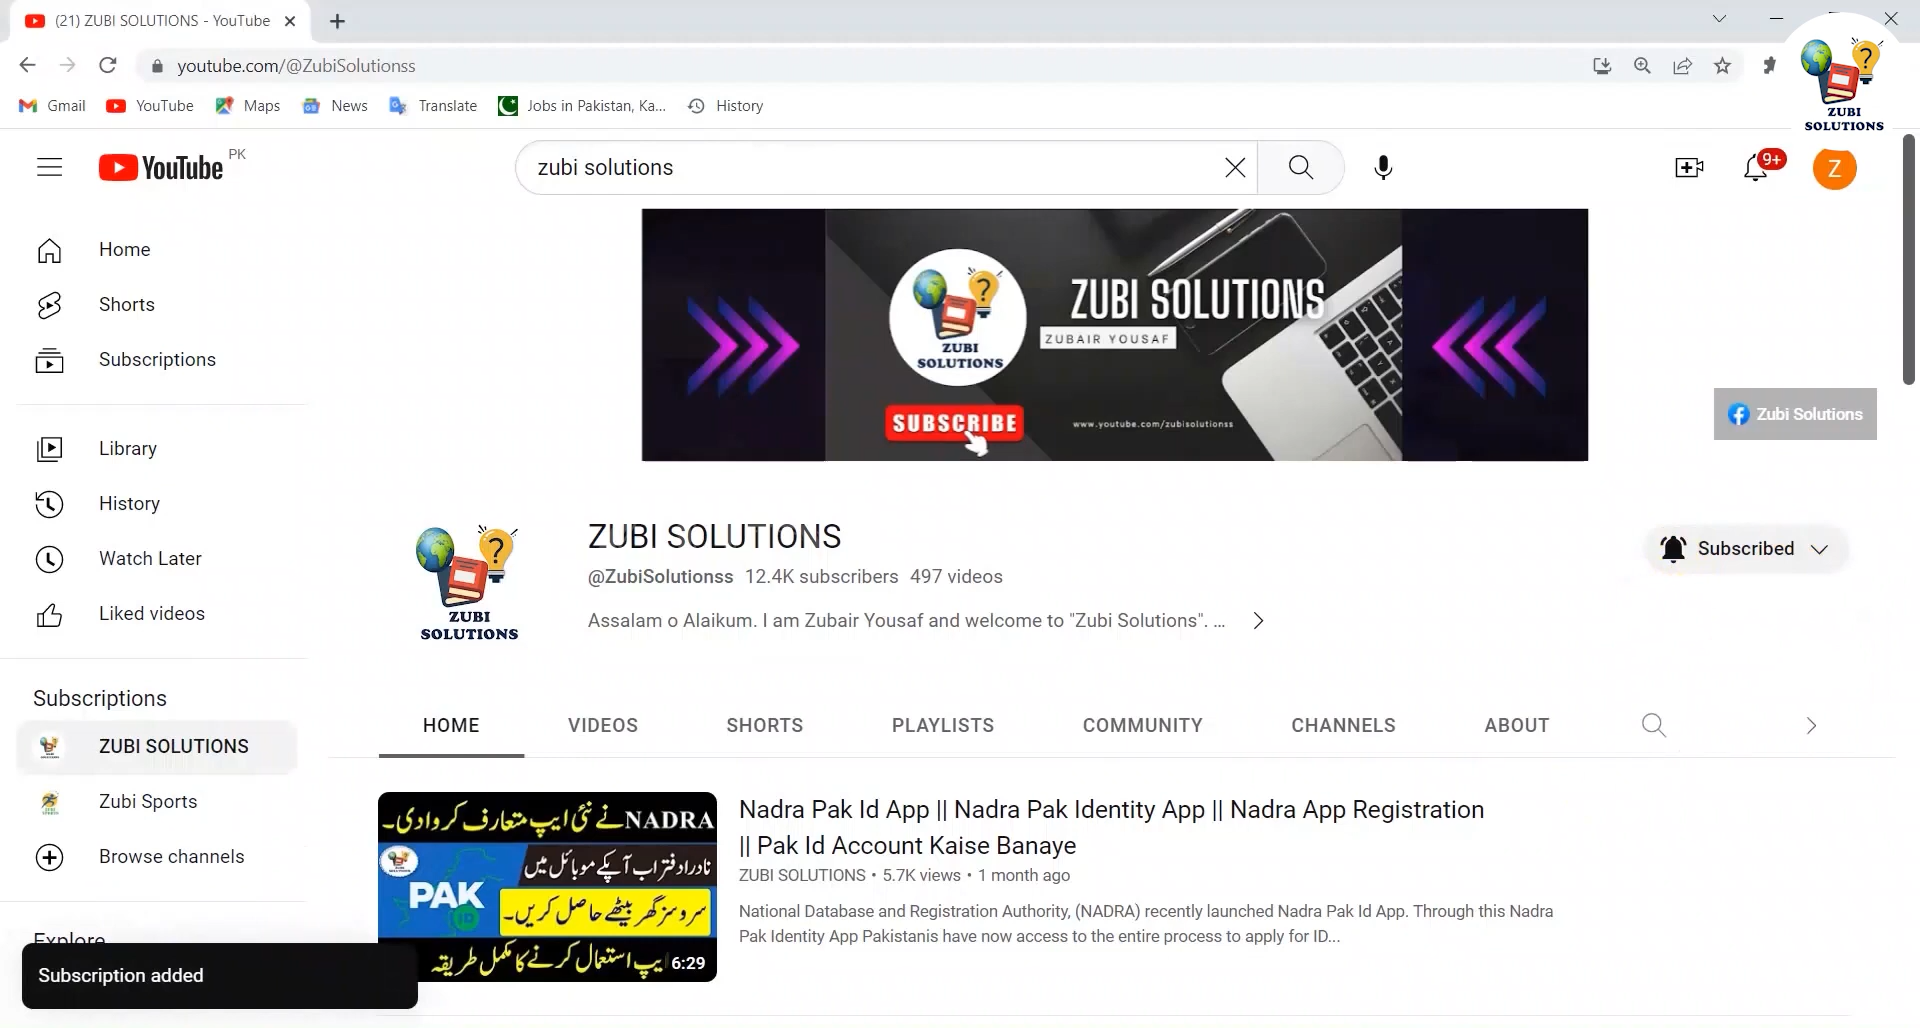 (21) ZUBI SOLUTIONS - YouTube
youtube.com/@ZubiSolutionss
Gmail
YouTube
Maps
News
Translate
Jobs in Pakistan, Ka...
History
ZUBI
SOLUTIONS
YouTube PK
zubi solutions
9+
Z
Home
Shorts
Subscriptions
Library
History
Watch Later
Liked videos
Subscriptions
ZUBI SOLUTIONS
Zubi Sports
Browse channels
Explore
Subscription added
ZUBI SOLUTIONS
ZUBAIR YOUSAF
ZUBI
SOLUTIONS
SUBSCRIBE
www.youtube.com/zubisolutionss
Zubi Solutions
ZUBI
SOLUTIONS
ZUBI SOLUTIONS
@ZubiSolutionss 12.4K subscribers 497 videos
Assalam o Alaikum. I am Zubair Yousaf and welcome to "Zubi Solutions". ...
Subscribed
HOME
VIDEOS
SHORTS
PLAYLISTS
COMMUNITY
CHANNELS
ABOUT
NADRA نے نئی ایپ متعارف کروا دی۔
نادرا دفتر اب آپکے موبائل میں
PAK
ID
سروسز گھر بیٹھے حاصل کریں۔
ایپ استعمال کرنے کا مکمل طریقہ
6:29
Nadra Pak Id App || Nadra Pak Identity App || Nadra App Registration
|| Pak Id Account Kaise Banaye
ZUBI SOLUTIONS • 5.7K views • 1 month ago
National Database and Registration Authority, (NADRA) recently launched Nadra Pak Id App. Through this Nadra
Pak Identity App Pakistanis have now access to the entire process to apply for ID...